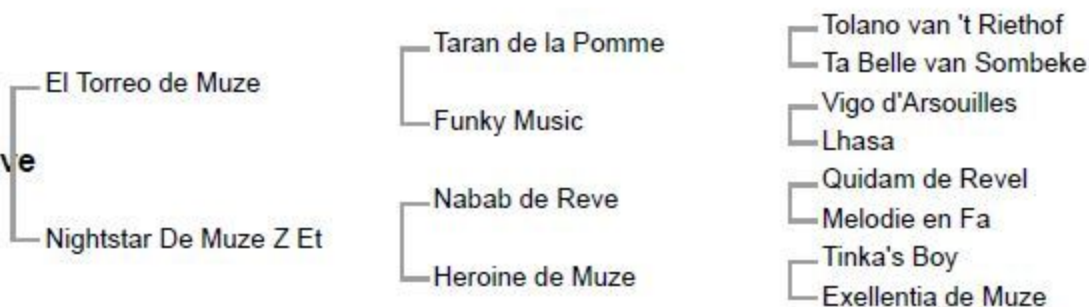 Tolano van 't Riethof
Taran de la Pomme
Ta Belle van Sombeke
El Torreo de Muze
Vigo d'Arsouilles
Funky Music
Lhasa
ve
Quidam de Revel
Nabab de Reve
Melodie en Fa
Nightstar De Muze Z Et
Tinka's Boy
Heroine de Muze
Exellentia de Muze